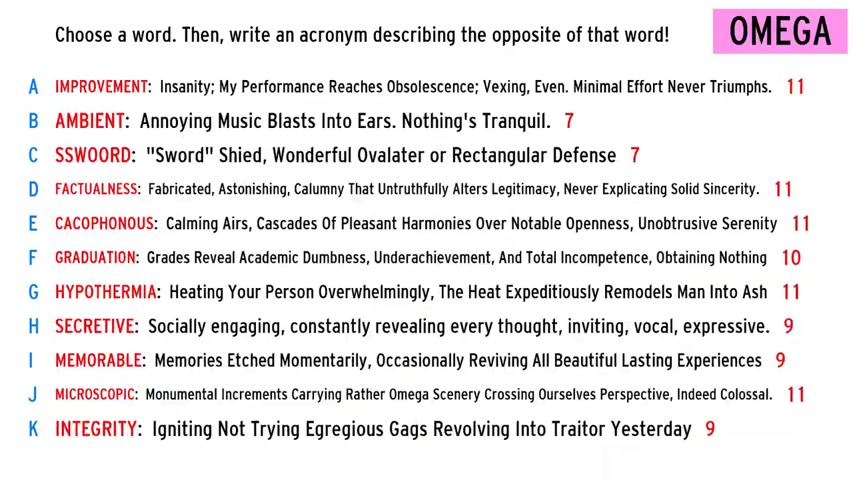 Choose a word. Then, write an acronym describing the opposite of that word!
OMEGA
A IMPROVEMENT: Insanity; My Performance Reaches Obsolescence; Vexing, Even. Minimal Effort Never Triumphs. 11
B AMBIENT: Annoying Music Blasts Into Ears. Nothing's Tranquil. 7
C SSWOORD: "Sword" Shied, Wonderful Ovalater or Rectangular Defense 7
D FACTUALNESS: Fabricated, Astonishing, Calumny That Untruthfully Alters Legitimacy, Never Explicating Solid Sincerity. 11
E CACOPHONOUS: Calming Airs, Cascades Of Pleasant Harmonies Over Notable Openness, Unobtrusive Serenity 11
F GRADUATION: Grades Reveal Academic Dumbness, Underachievement, And Total Incompetence, Obtaining Nothing 10
G HYPOTHERMIA: Heating Your Person Overwhelmingly, The Heat Expeditiously Remodels Man Into Ash 11
H SECRETIVE: Socially engaging, constantly revealing every thought, inviting, vocal, expressive. 9
I MEMORABLE: Memories Etched Momentarily, Occasionally Reviving All Beautiful Lasting Experiences 9
J MICROSCOPIC: Monumental Increments Carrying Rather Omega Scenery Crossing Ourselves Perspective, Indeed Colossal. 11
K INTEGRITY: Igniting Not Trying Egregious Gags Revolving Into Traitor Yesterday 9